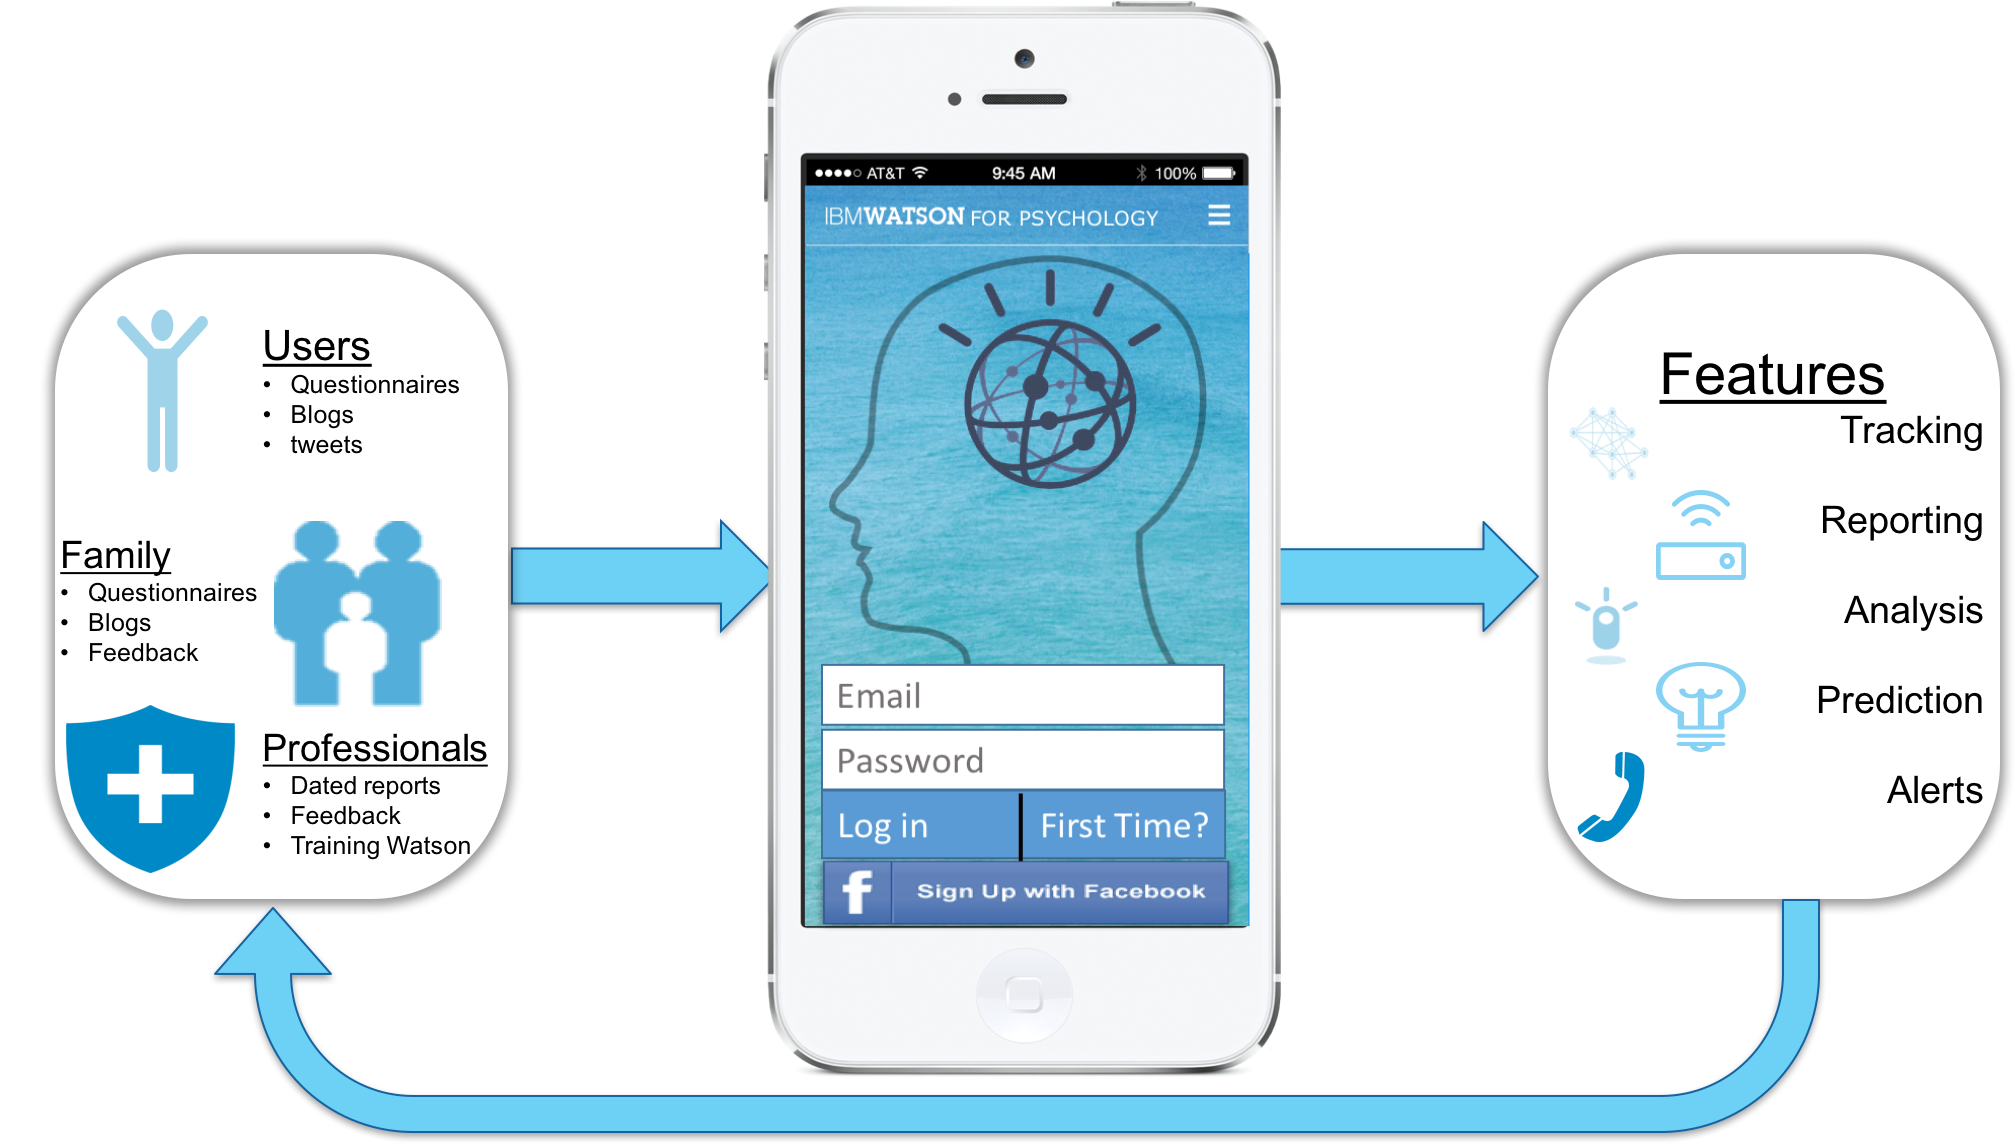 Users
• Questionnaires
• Blogs
• tweets
Family
• Questionnaires
• Blogs
• Feedback
Professionals
• Dated reports
• Feedback
• Training Watson
AT&T 9:45 AM 100%
IBMWATSON FOR PSYCHOLOGY
Email
Password
Log in First Time?
f Sign Up with Facebook
Features
Tracking
Reporting
Analysis
Prediction
Alerts